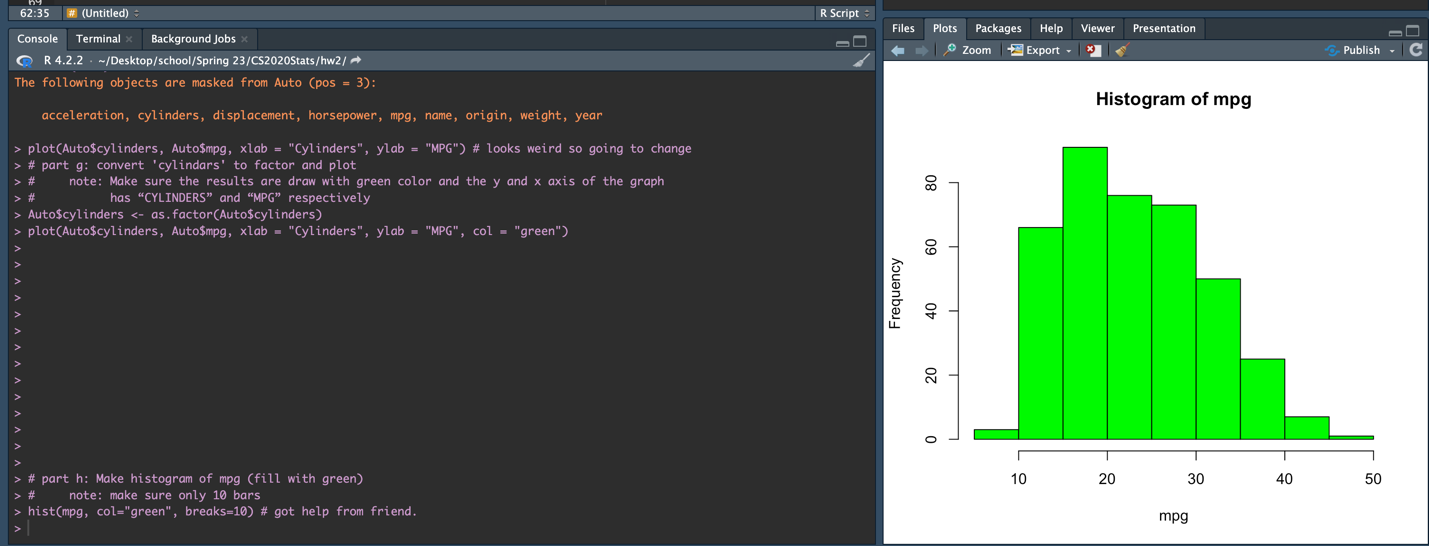 69
62:35 # (Untitled) R Script
Console Terminal Background Jobs
R 4.2.2 · ~/Desktop/school/Spring 23/CS2020Stats/hw2/
The following objects are masked from Auto (pos = 3):
acceleration, cylinders, displacement, horsepower, mpg, name, origin, weight, year
> plot(Auto$cylinders, Auto$mpg, xlab = "Cylinders", ylab = "MPG") # looks weird so going to change
> # part g: convert 'cylindars' to factor and plot
> # note: Make sure the results are draw with green color and the y and x axis of the graph
> # has “CYLINDERS” and “MPG” respectively
> Auto$cylinders <- as.factor(Auto$cylinders)
> plot(Auto$cylinders, Auto$mpg, xlab = "Cylinders", ylab = "MPG", col = "green")
>
>
>
>
>
>
>
>
>
>
>
>
>
>
> # part h: Make histogram of mpg (fill with green)
> # note: make sure only 10 bars
> hist(mpg, col="green", breaks=10) # got help from friend.
>
Files Plots Packages Help Viewer Presentation
Zoom Export Publish
Histogram of mpg
Frequency
80
60
40
20
0
10 20 30 40 50
mpg